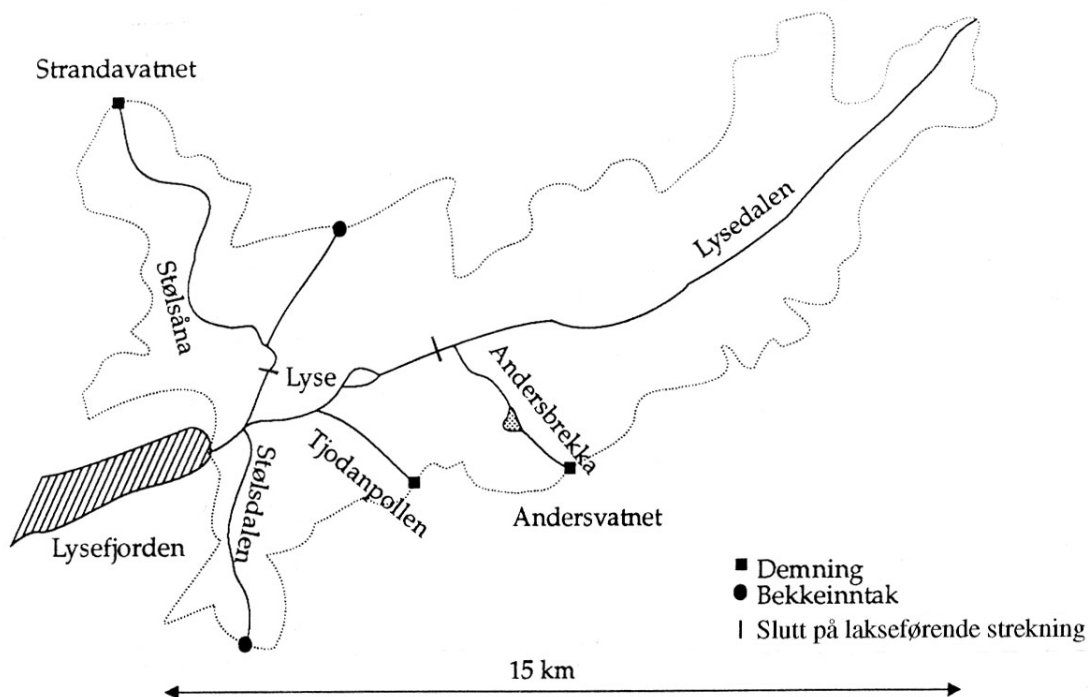 Strandavatnet
Lysedalen
Stølsåna
Lyse
Andersbrekka
Tjodanpollen
Stølsdalen
Andersvatnet
Lysefjorden
Demning
Bekkeinntak
Slutt på lakseførende strekning
15 km